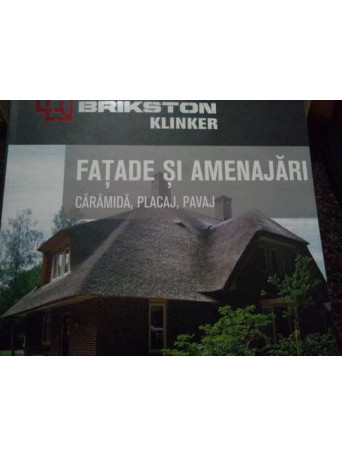 BRIKSTON
KLINKER
FAȚADE ȘI AMENAJĂRI
CĂRĂMIDĂ, PLACAJ, PAVAJ